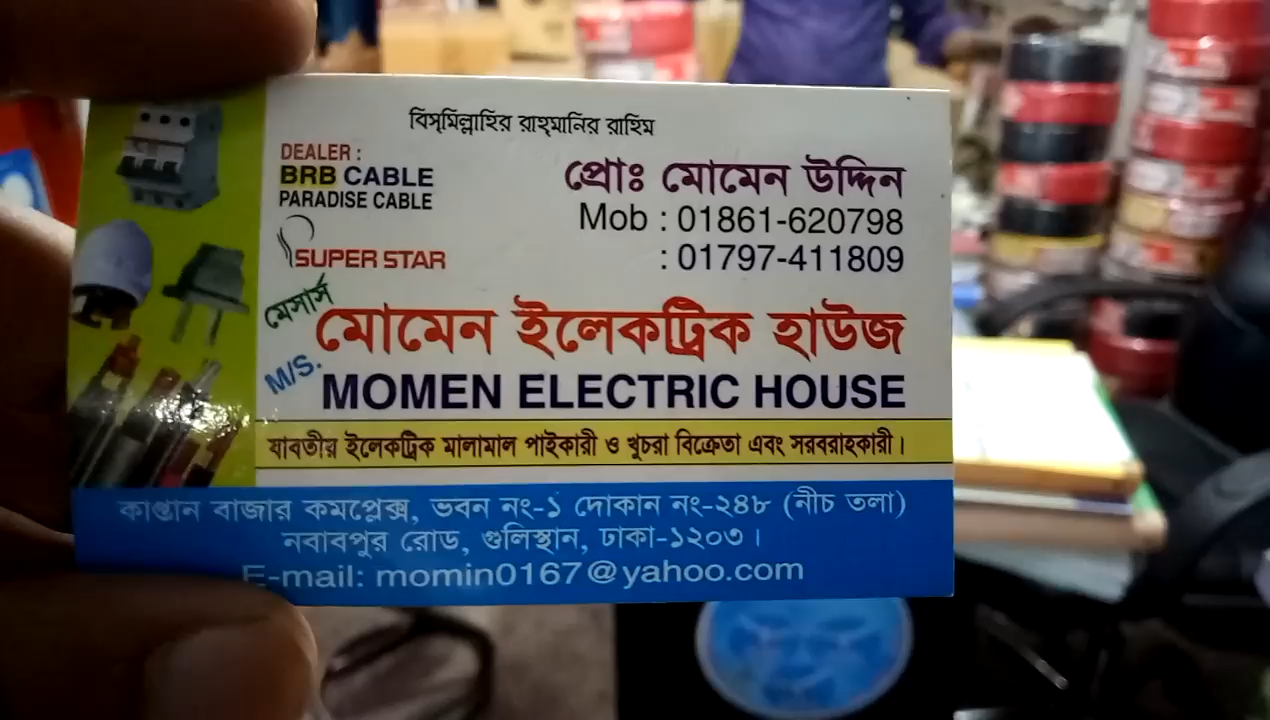 বিস্‌মিল্লাহির রাহ্‌মানির রাহিম
DEALER :
BRB CABLE
PARADISE CABLE
SUPER STAR
প্রোঃ মোমেন উদ্দিন
Mob : 01861-620798
: 01797-411809
মেসার্স মোমেন ইলেকট্রিক হাউজ
M/S. MOMEN ELECTRIC HOUSE
যাবতীয় ইলেকট্রিক মালামাল পাইকারী ও খুচরা বিক্রেতা এবং সরবরাহকারী।
কাপ্তান বাজার কমপ্লেক্স, ভবন নং-১ দোকান নং-২৪৮ (নীচ তলা)
নবাবপুর রোড, গুলিস্থান, ঢাকা-১২০৩।
E-mail: momin0167@yahoo.com